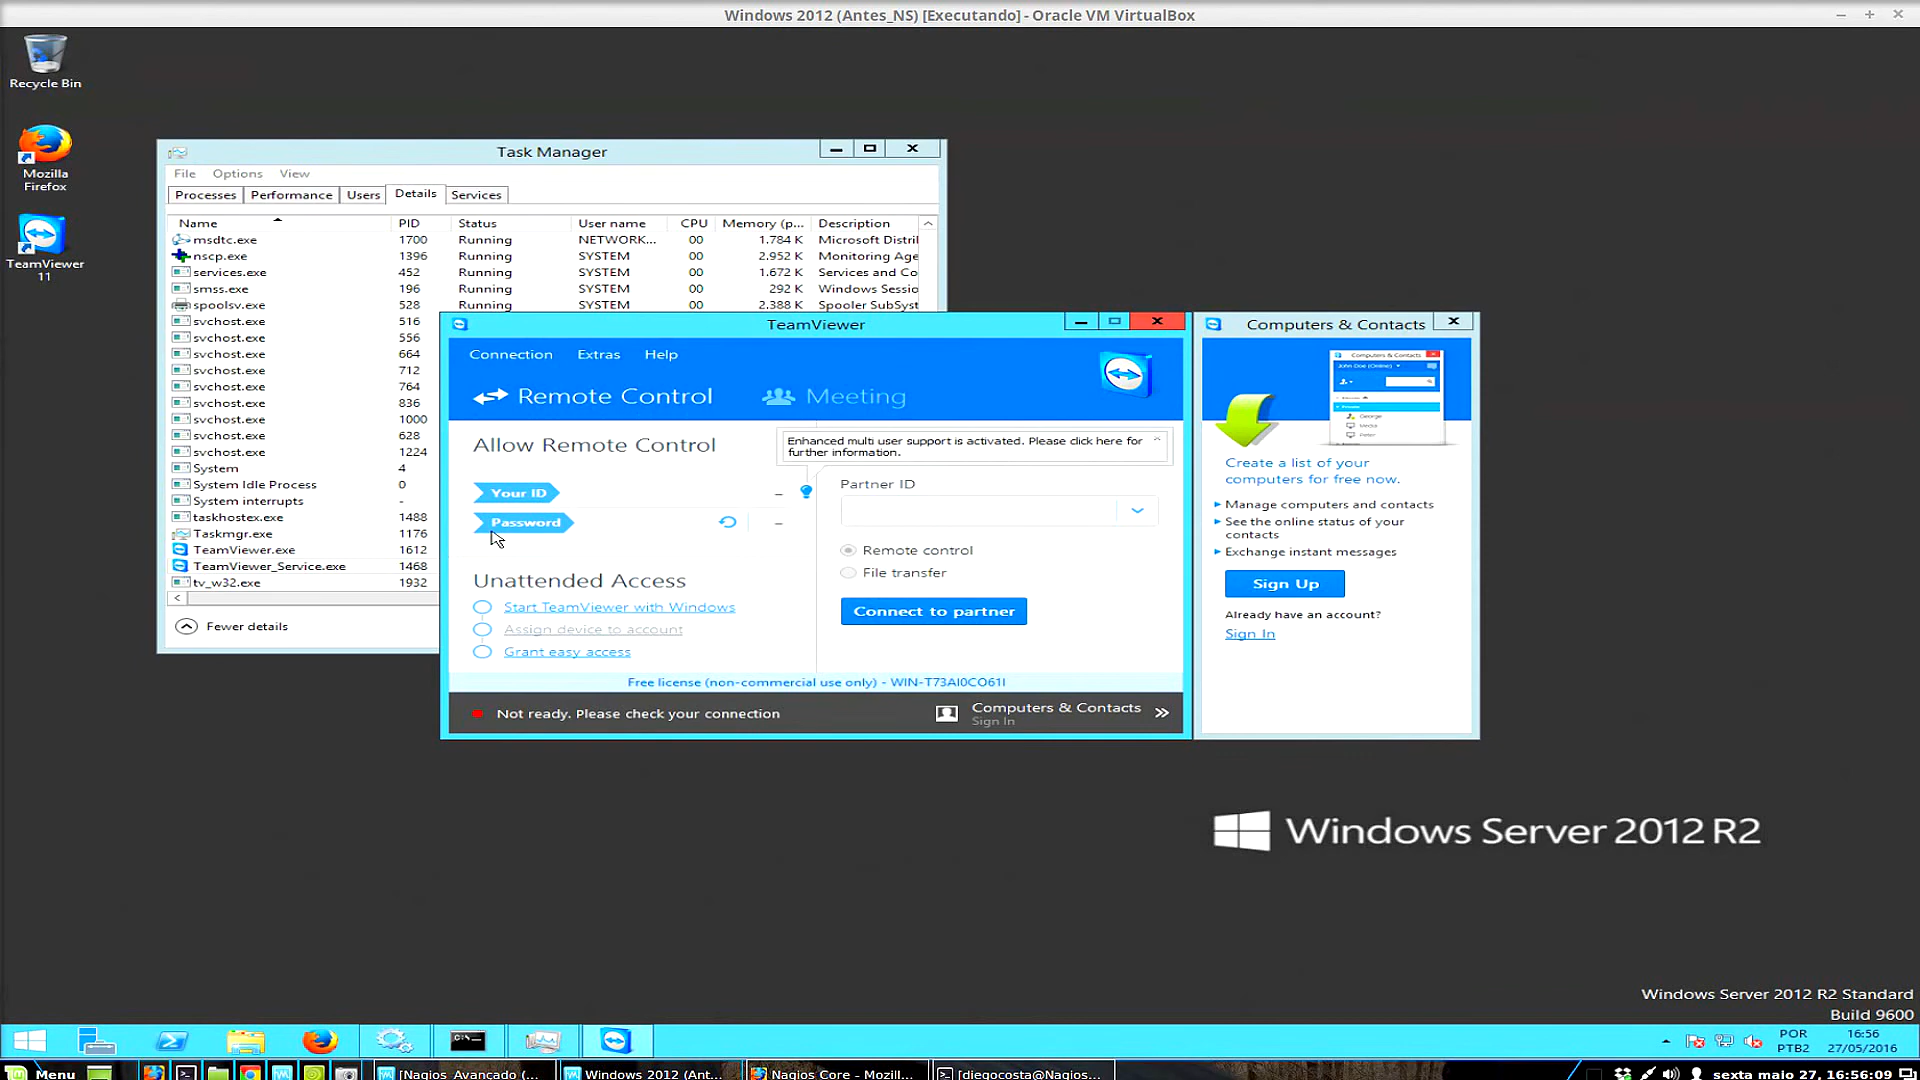 Windows 2012 (Antes_NS) [Executando] - Oracle VM VirtualBox
Recycle Bin
Mozilla
Firefox
TeamViewer
11
Task Manager
File Options View
Processes Performance Users Details Services
Name PID Status User name CPU Memory (p... Description
msdtc.exe 1700 Running NETWORK... 00 1.784 K Microsoft Distril
nscp.exe 1396 Running SYSTEM 00 2.952 K Monitoring Age
services.exe 452 Running SYSTEM 00 1.672 K Services and Co
smss.exe 196 Running SYSTEM 00 292 K Windows Sessio
spoolsv.exe 528 Running SYSTEM 00 2.388 K Spooler SubSyst
svchost.exe 516
svchost.exe 556
svchost.exe 664
svchost.exe 712
svchost.exe 764
svchost.exe 836
svchost.exe 1000
svchost.exe 628
svchost.exe 1224
System 4
System Idle Process 0
System interrupts -
taskhostex.exe 1488
Taskmgr.exe 1176
TeamViewer.exe 1612
TeamViewer_Service.exe 1468
tv_w32.exe 1932
Fewer details
TeamViewer
Connection Extras Help
Remote Control Meeting
Allow Remote Control
Enhanced multi user support is activated. Please click here for
further information.
Your ID –
Password –
Partner ID
Remote control
File transfer
Connect to partner
Unattended Access
Start TeamViewer with Windows
Assign device to account
Grant easy access
Free license (non-commercial use only) - WIN-T73AI0CO61I
Not ready. Please check your connection
Computers & Contacts
Sign In
Computers & Contacts
Computers & Contacts
John Doe (Online)
George
Media
Peter
Create a list of your
computers for free now.
Manage computers and contacts
See the online status of your
contacts
Exchange instant messages
Sign Up
Already have an account?
Sign In
Windows Server 2012 R2
Windows Server 2012 R2 Standard
Build 9600
POR
PTB2
16:56
27/05/2016
Menu
[Nagios_Avançado (...
Windows 2012 (Ant...
Nagios Core - Mozill...
[diegocosta@Nagios...
sexta maio 27, 16:56:09